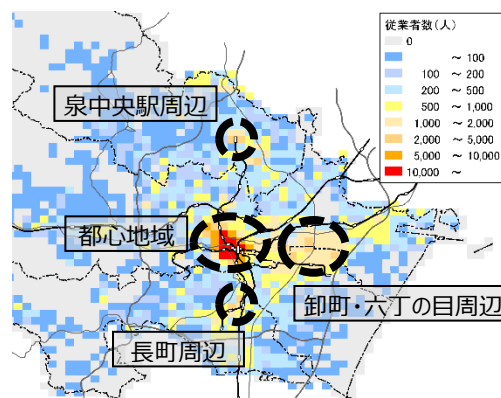 従業者数(人)
0
～ 100
100 ～ 200
200 ～ 500
500 ～ 1,000
1,000 ～ 2,000
2,000 ～ 5,000
5,000 ～ 10,000
10,000 ～
泉中央駅周辺
都心地域
卸町・六丁の目周辺
長町周辺